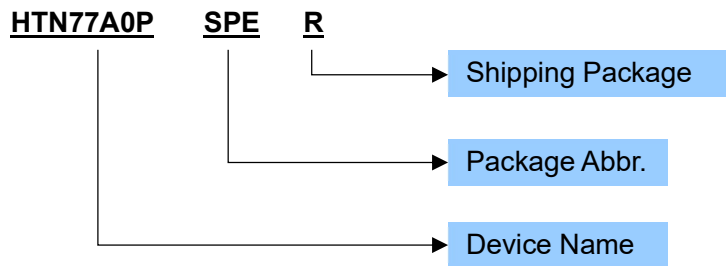 HTN77A0P SPE R
Shipping Package
Package Abbr.
Device Name